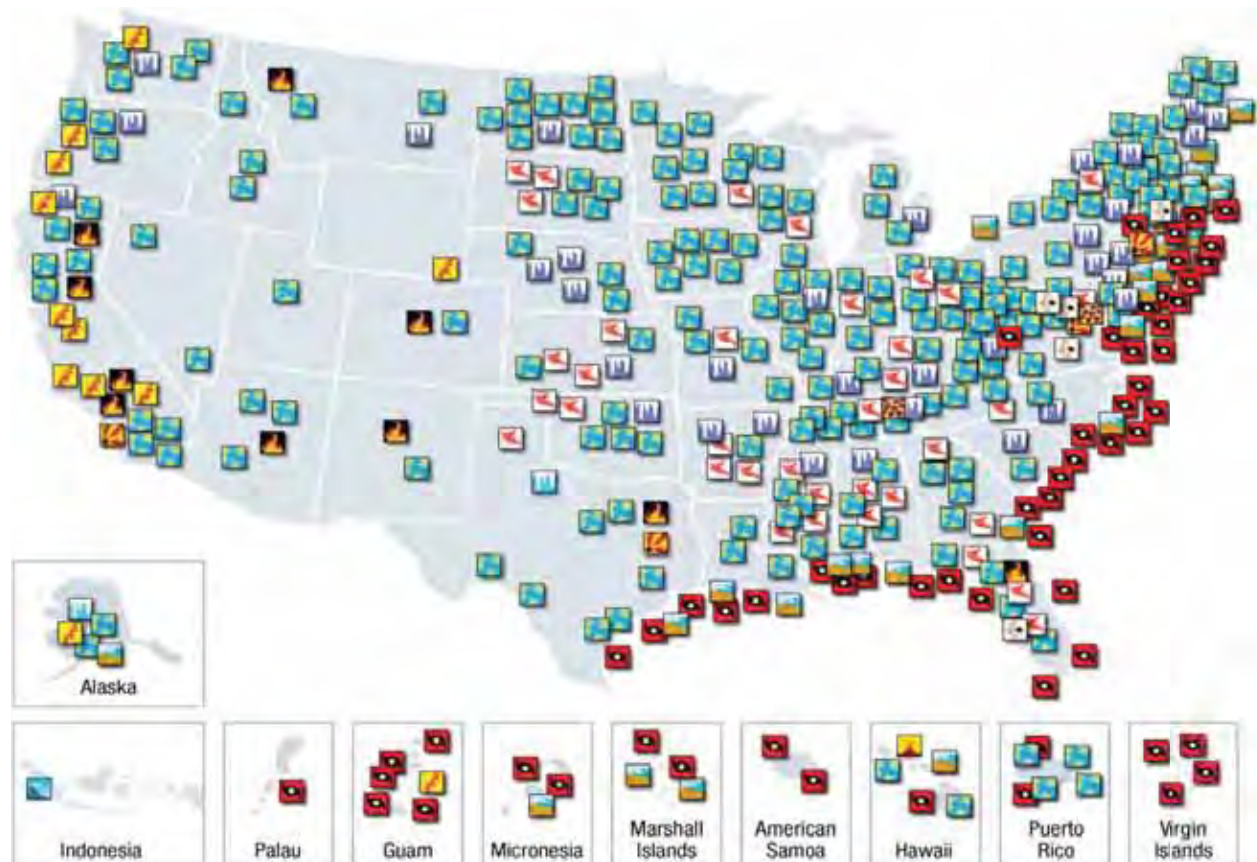 Alaska
Indonesia
Palau
Guam
Micronesia
Marshall
Islands
American
Samoa
Hawaii
Puerto
Rico
Virgin
Islands